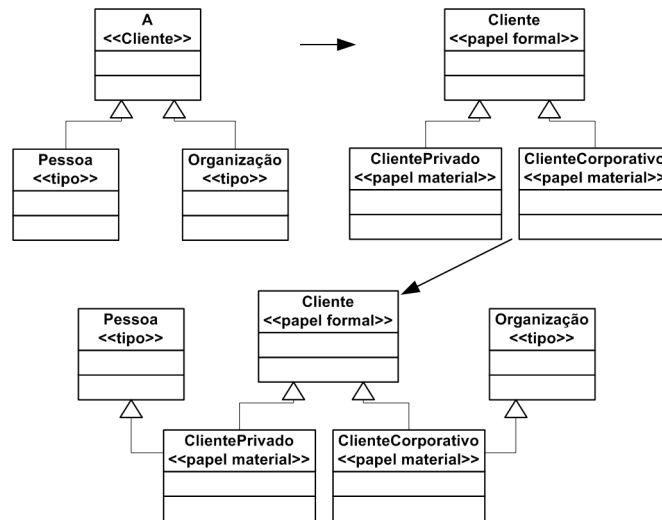 A
<<Cliente>>
Cliente
<<papel formal>>
Pessoa
<<tipo>>
Organização
<<tipo>>
ClientePrivado
<<papel material>>
ClienteCorporativo
<<papel material>>
Pessoa
<<tipo>>
Cliente
<<papel formal>>
Organização
<<tipo>>
ClientePrivado
<<papel material>>
ClienteCorporativo
<<papel material>>